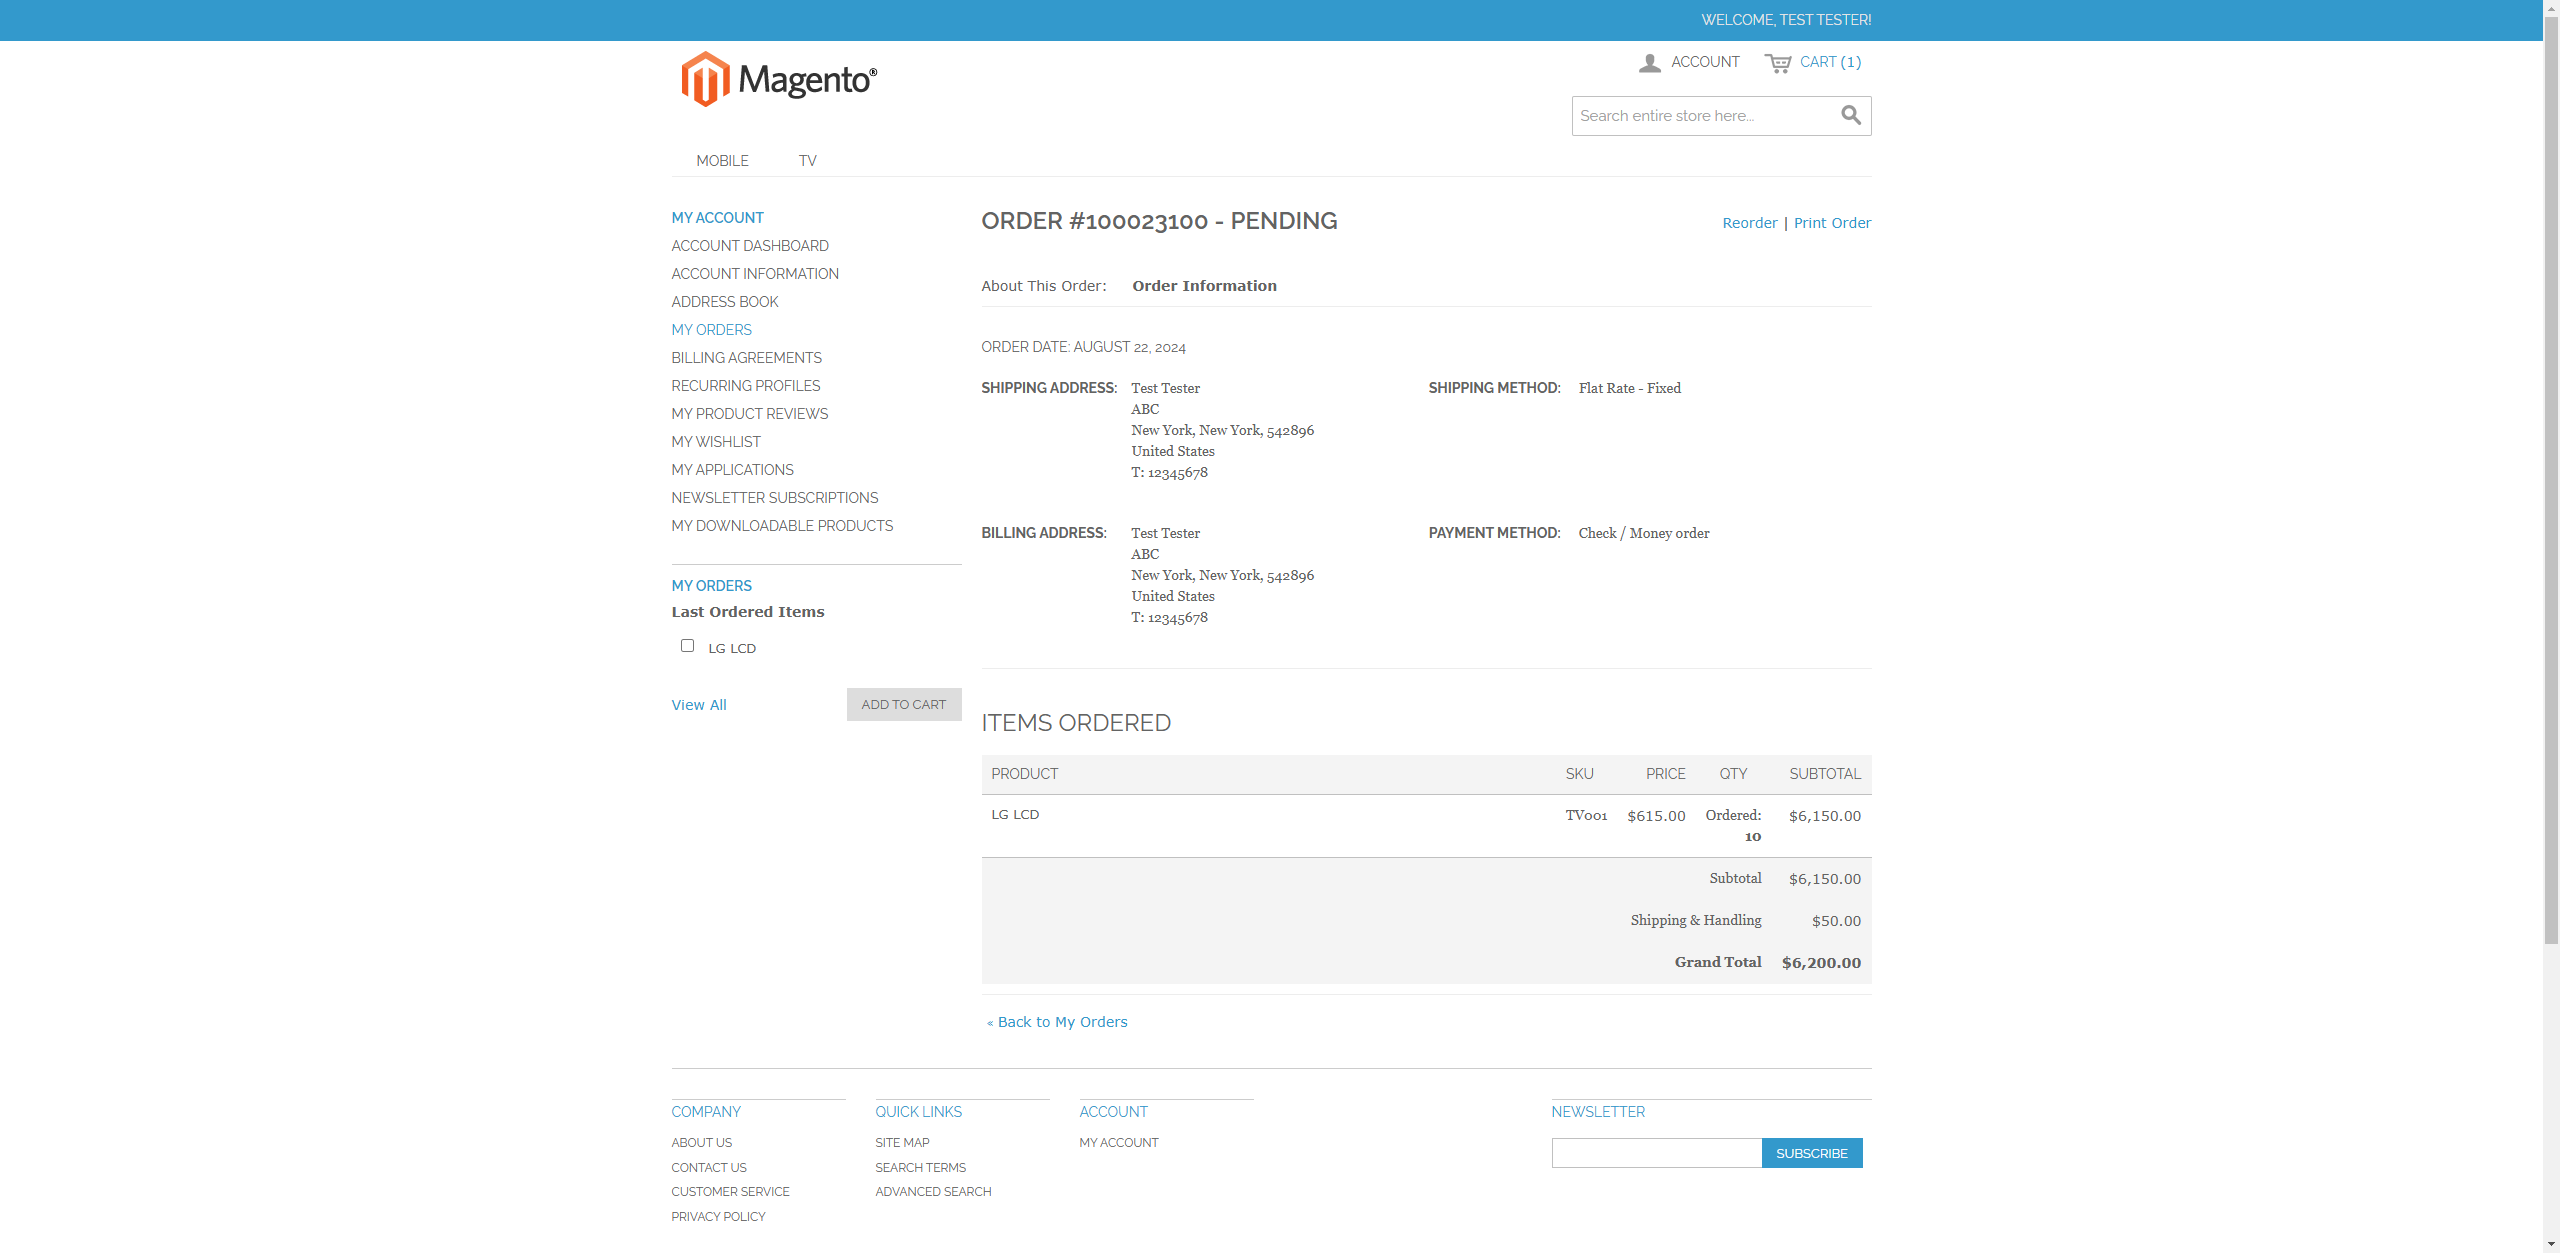 WELCOME, TEST TESTER!
Magento®
ACCOUNT
CART (1)
Search entire store here...
MOBILE
TV
MY ACCOUNT
ACCOUNT DASHBOARD
ACCOUNT INFORMATION
ADDRESS BOOK
MY ORDERS
BILLING AGREEMENTS
RECURRING PROFILES
MY PRODUCT REVIEWS
MY WISHLIST
MY APPLICATIONS
NEWSLETTER SUBSCRIPTIONS
MY DOWNLOADABLE PRODUCTS
MY ORDERS
Last Ordered Items
LG LCD
View All
ADD TO CART
ORDER #100023100 - PENDING
Reorder | Print Order
About This Order: Order Information
ORDER DATE: AUGUST 22, 2024
SHIPPING ADDRESS:
Test Tester
ABC
New York, New York, 542896
United States
T: 12345678
SHIPPING METHOD:
Flat Rate - Fixed
BILLING ADDRESS:
Test Tester
ABC
New York, New York, 542896
United States
T: 12345678
PAYMENT METHOD:
Check / Money order
ITEMS ORDERED
PRODUCT SKU PRICE QTY SUBTOTAL
LG LCD TV001 $615.00 Ordered: $6,150.00
10
Subtotal $6,150.00
Shipping & Handling $50.00
Grand Total $6,200.00
« Back to My Orders
COMPANY
ABOUT US
CONTACT US
CUSTOMER SERVICE
PRIVACY POLICY
QUICK LINKS
SITE MAP
SEARCH TERMS
ADVANCED SEARCH
ACCOUNT
MY ACCOUNT
NEWSLETTER
SUBSCRIBE